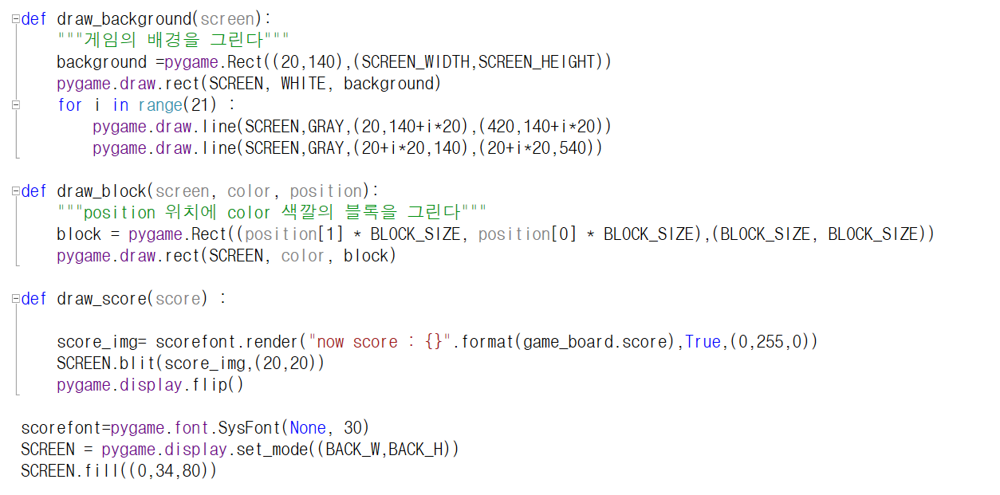 def draw_background(screen):
    """게임의 배경을 그린다"""
    background =pygame.Rect((20,140),(SCREEN_WIDTH,SCREEN_HEIGHT))
    pygame.draw.rect(SCREEN, WHITE, background)
    for i in range(21) :
        pygame.draw.line(SCREEN,GRAY,(20,140+i*20),(420,140+i*20))
        pygame.draw.line(SCREEN,GRAY,(20+i*20,140),(20+i*20,540))

def draw_block(screen, color, position):
    """position 위치에 color 색깔의 블록을 그린다"""
    block = pygame.Rect((position[1] * BLOCK_SIZE, position[0] * BLOCK_SIZE),(BLOCK_SIZE, BLOCK_SIZE))
    pygame.draw.rect(SCREEN, color, block)

def draw_score(score) :

    score_img= scorefont.render("now score : {}".format(game_board.score),True,(0,255,0))
    SCREEN.blit(score_img,(20,20))
    pygame.display.flip()

scorefont=pygame.font.SysFont(None, 30)
SCREEN = pygame.display.set_mode((BACK_W,BACK_H))
SCREEN.fill((0,34,80))